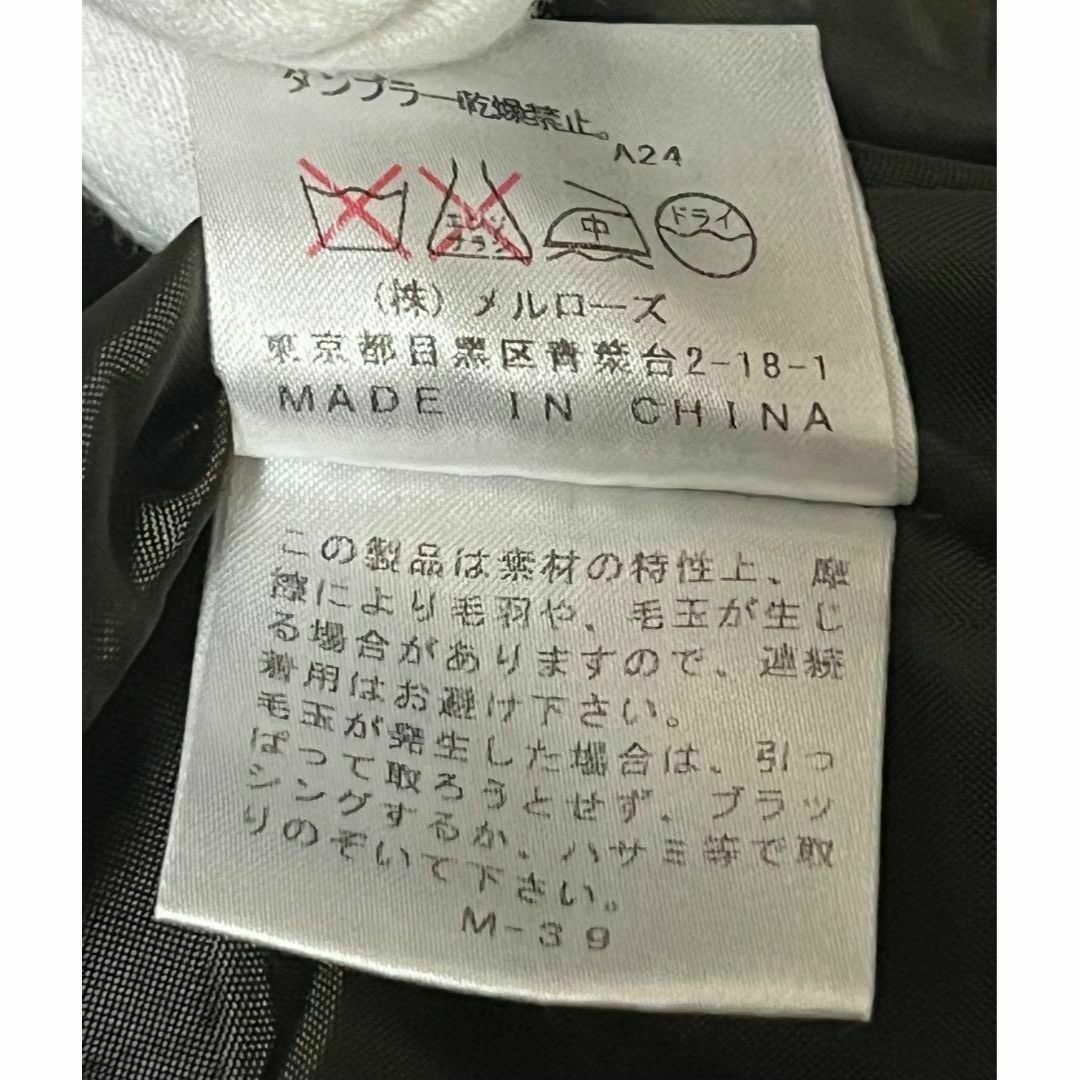 タンブラー乾燥禁止。
A24
エンソ
サラシ
中
ドライ
(株) メルローズ
東京都目黒区青葉台2-18-1
MADE IN CHINA
この製品は素材の特性上、摩
擦により毛羽や、毛玉が生じ
る場合がありますので、連続
着用はお避け下さい。
毛玉が発生した場合は、引っ
ぱって取ろうとせず、ブラッ
シングするか、ハサミ等で取
りのぞいて下さい。
M-39